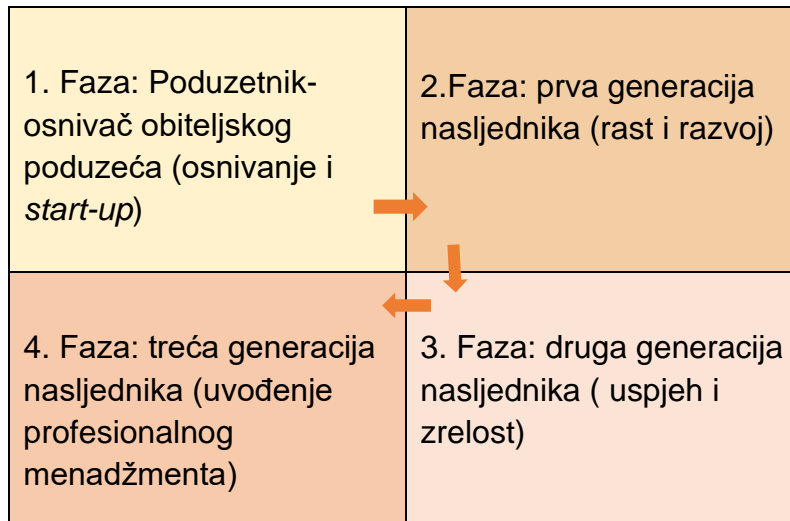 1. Faza: Poduzetnik-
osnivač obiteljskog
poduzeća (osnivanje i
start-up)
2.Faza: prva generacija
nasljednika (rast i razvoj)
4. Faza: treća generacija
nasljednika (uvođenje
profesionalnog
menadžmenta)
3. Faza: druga generacija
nasljednika ( uspjeh i
zrelost)